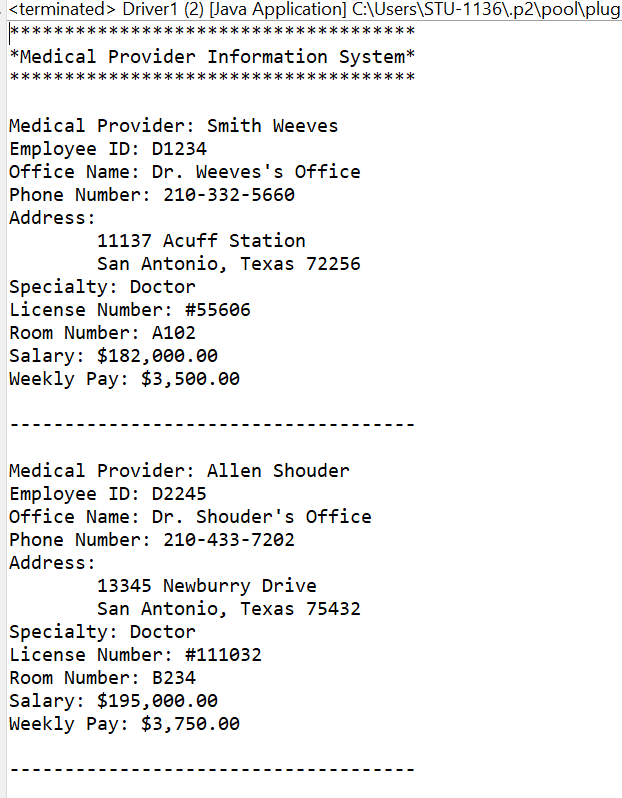 <terminated> Driver1 (2) [Java Application] C:\Users\STU-1136\.p2\pool\plug
*************************************
*Medical Provider Information System*
*************************************

Medical Provider: Smith Weeves
Employee ID: D1234
Office Name: Dr. Weeves's Office
Phone Number: 210-332-5660
Address:
        11137 Acuff Station
        San Antonio, Texas 72256
Specialty: Doctor
License Number: #55606
Room Number: A102
Salary: $182,000.00
Weekly Pay: $3,500.00

-------------------------------------

Medical Provider: Allen Shouder
Employee ID: D2245
Office Name: Dr. Shouder's Office
Phone Number: 210-433-7202
Address:
        13345 Newburry Drive
        San Antonio, Texas 75432
Specialty: Doctor
License Number: #111032
Room Number: B234
Salary: $195,000.00
Weekly Pay: $3,750.00

-------------------------------------